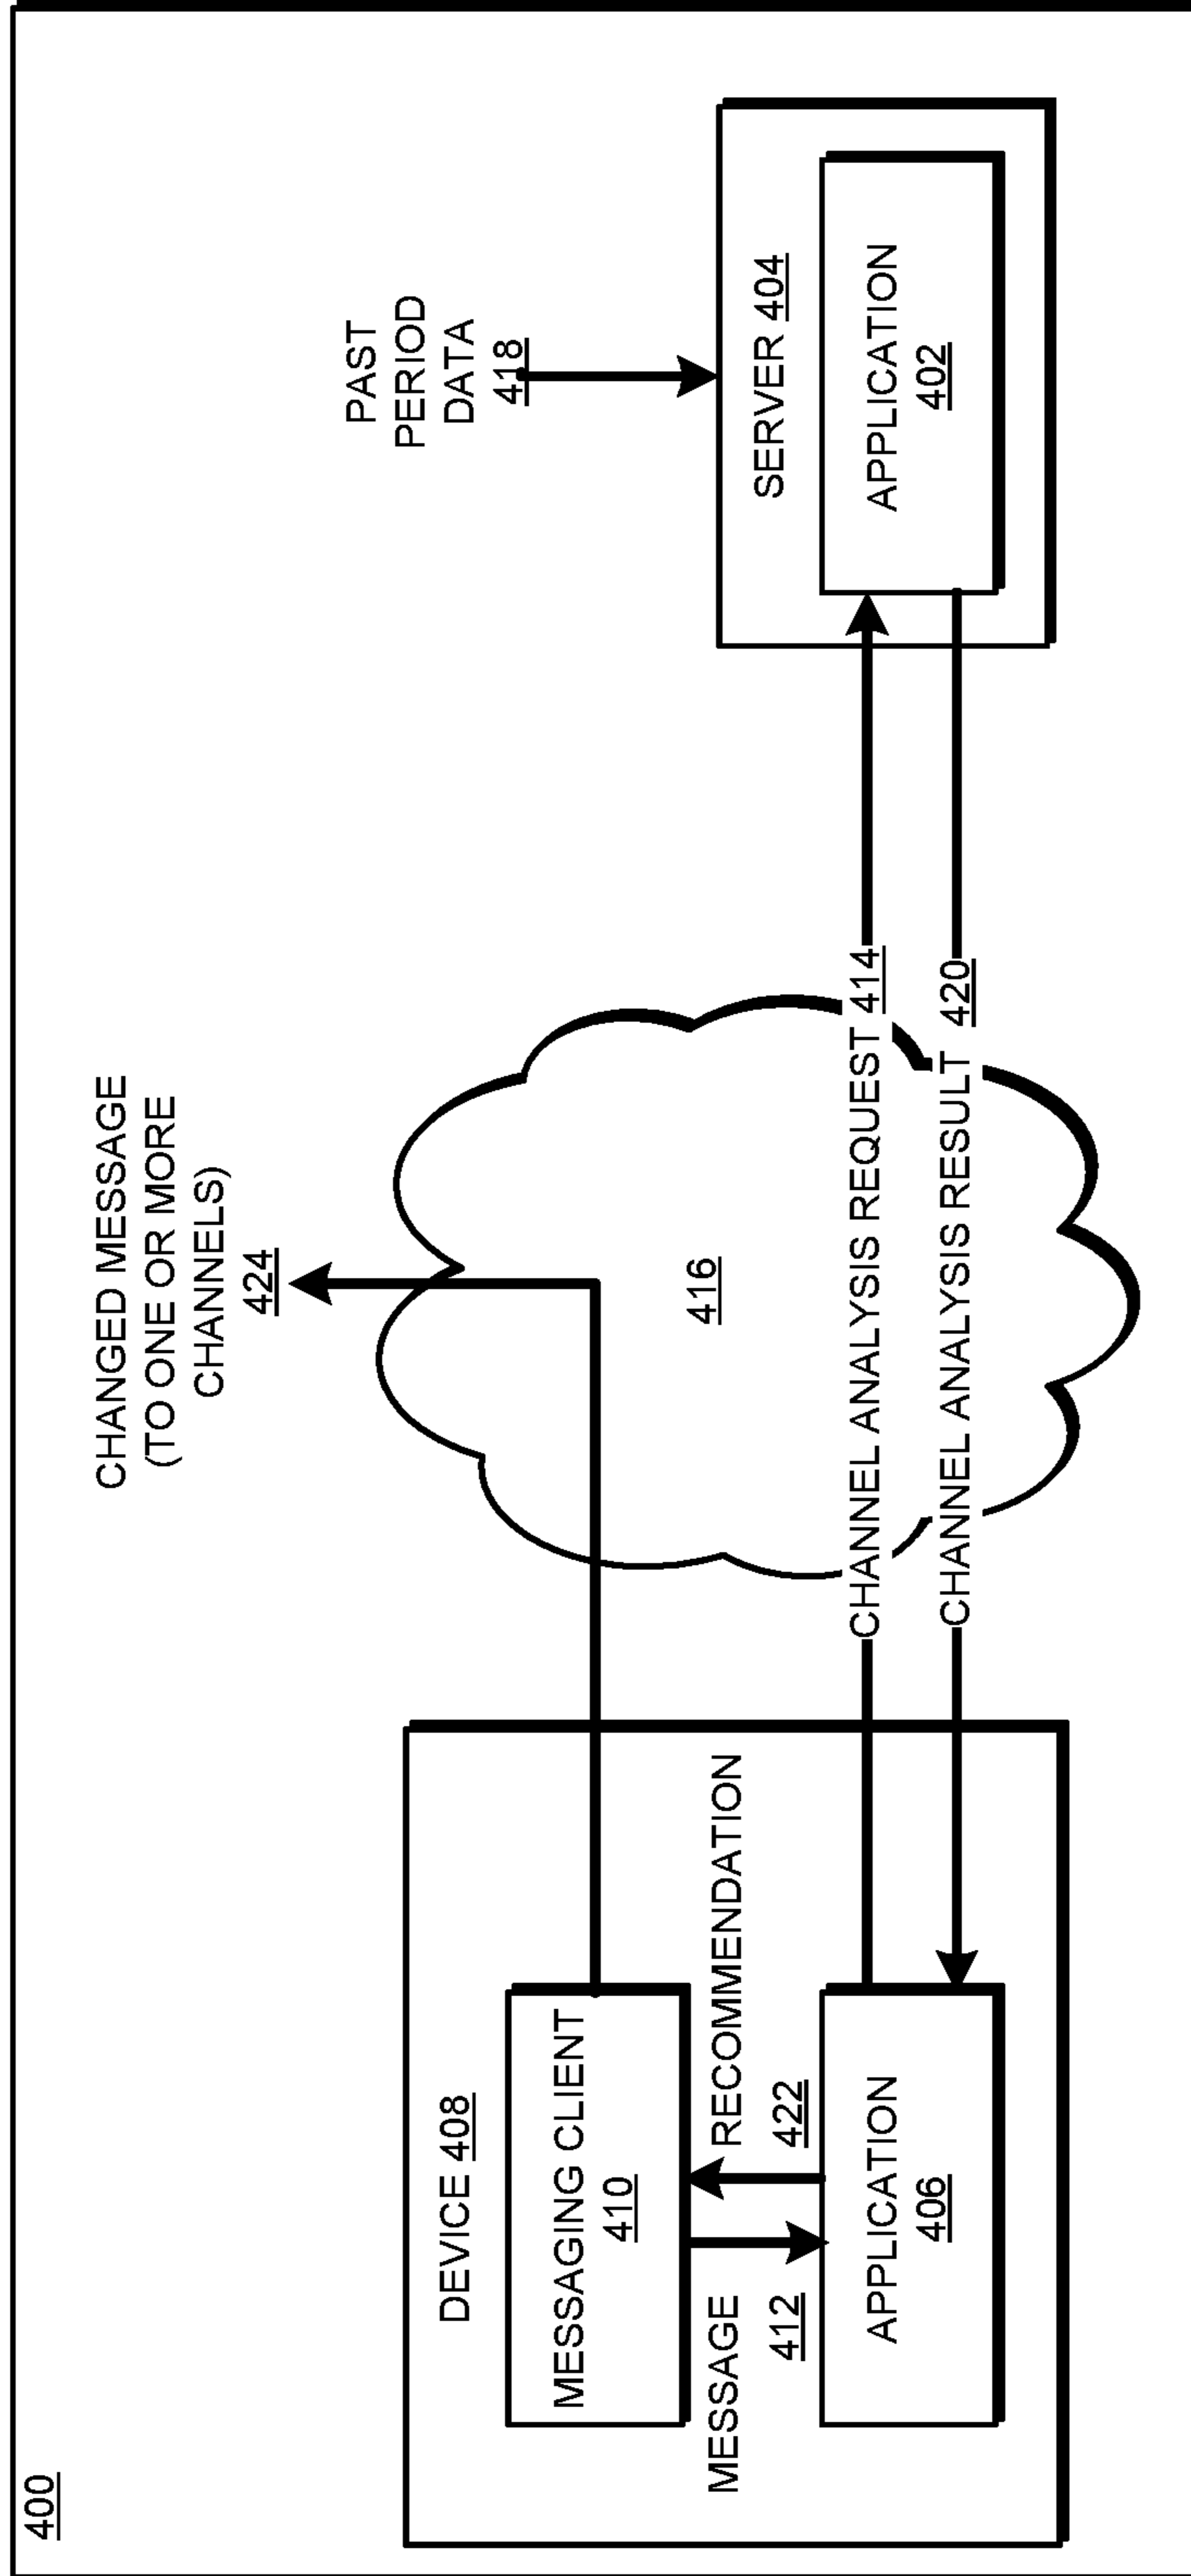 400
CHANGED MESSAGE
(TO ONE OR MORE
CHANNELS)
424
PAST
PERIOD
DATA
418
DEVICE 408
MESSAGING CLIENT
410
MESSAGE
412
RECOMMENDATION
422
APPLICATION
406
416
CHANNEL ANALYSIS REQUEST 414
CHANNEL ANALYSIS RESULT 420
SERVER 404
APPLICATION
402